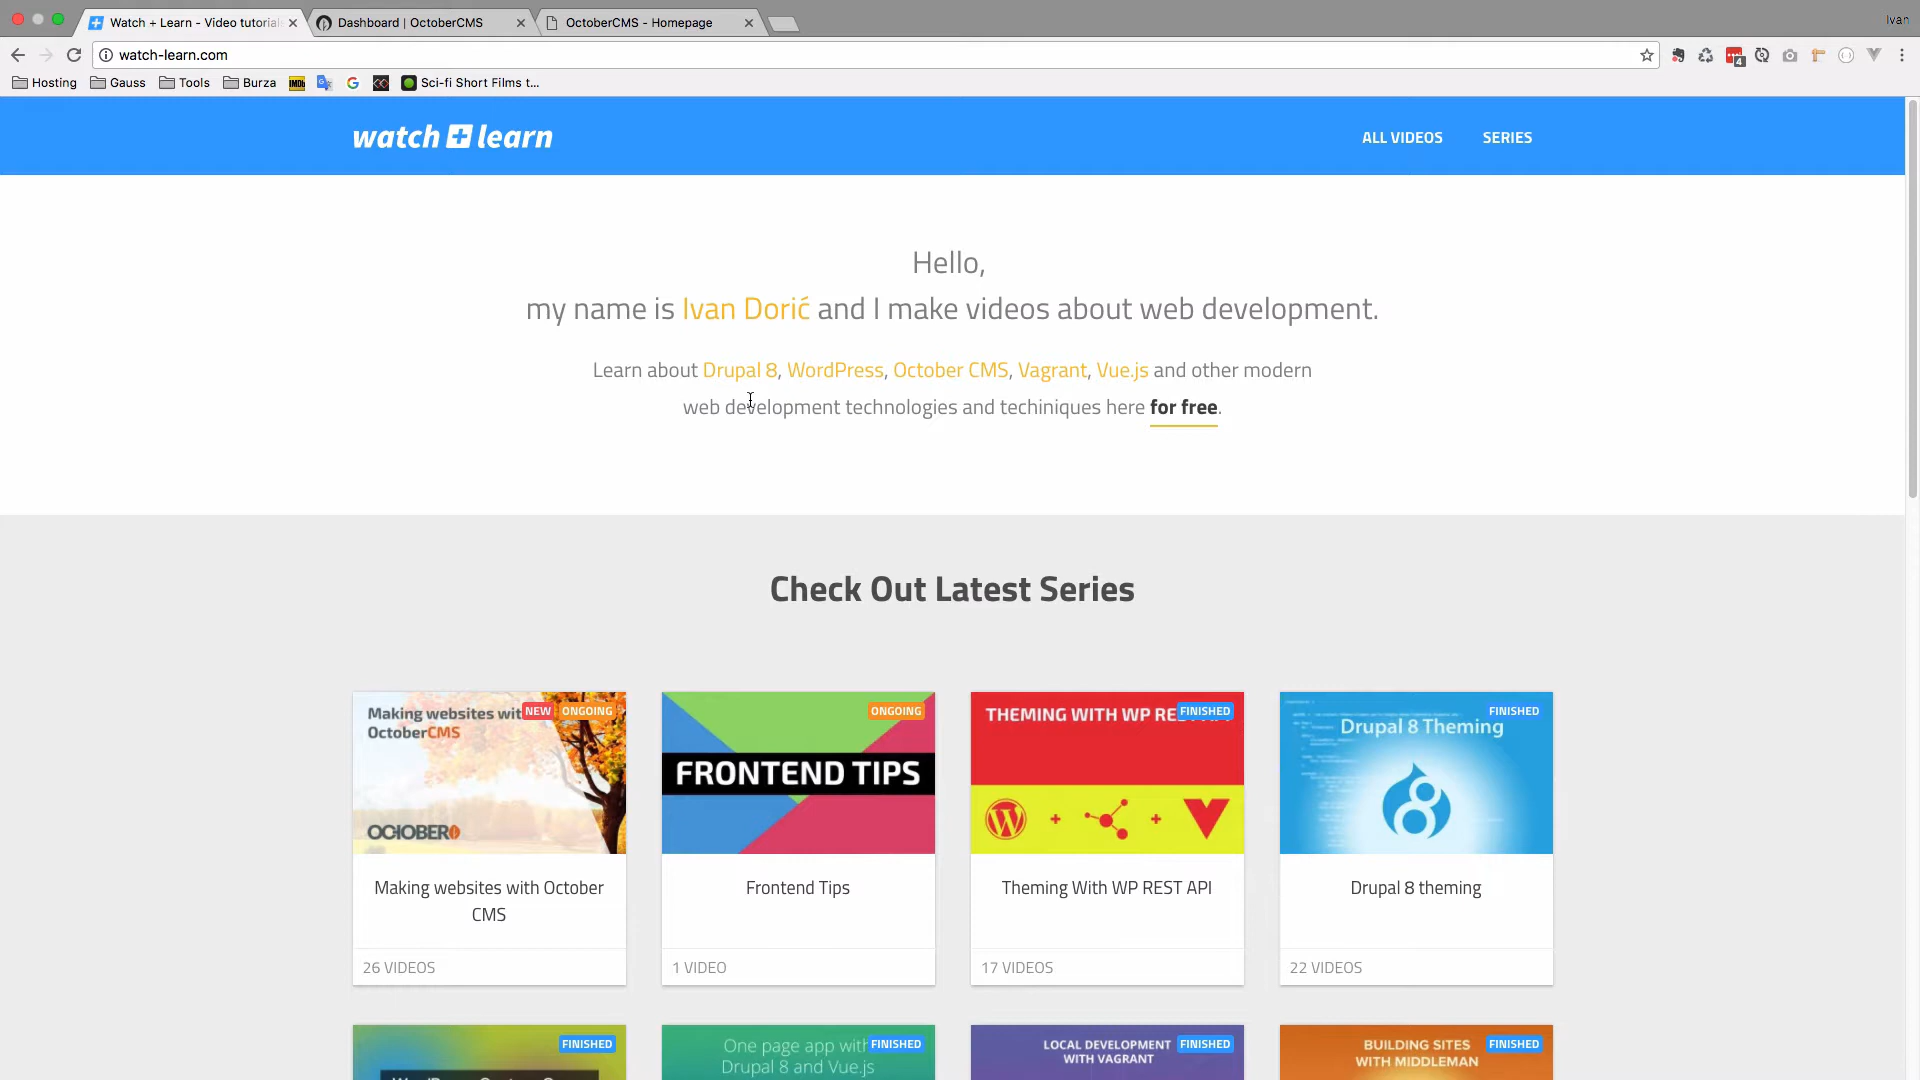 Watch + Learn - Video tutorial
Dashboard | OctoberCMS
OctoberCMS - Homepage
Ivan
watch-learn.com
4
Hosting
Gauss
Tools
Burza
IMDb
Sci-fi Short Films t...
watch + learn
ALL VIDEOS
SERIES
Hello,
my name is Ivan Dorić and I make videos about web development.
Learn about Drupal 8, WordPress, October CMS, Vagrant, Vue.js and other modern
web development technologies and techiniques here for free.
Check Out Latest Series
Making websites wit
OctoberCMS
NEW
ONGOING
OCTOBER
Making websites with October
CMS
26 VIDEOS
ONGOING
FRONTEND TIPS
Frontend Tips
1 VIDEO
THEMING WITH WP RE
FINISHED
+ +
Theming With WP REST API
17 VIDEOS
FINISHED
Drupal 8 Theming
Drupal 8 theming
22 VIDEOS
FINISHED
One page app with
Drupal 8 and Vue.js
FINISHED
LOCAL DEVELOPMENT
WITH VAGRANT
FINISHED
BUILDING SITES
WITH MIDDLEMAN
FINISHED